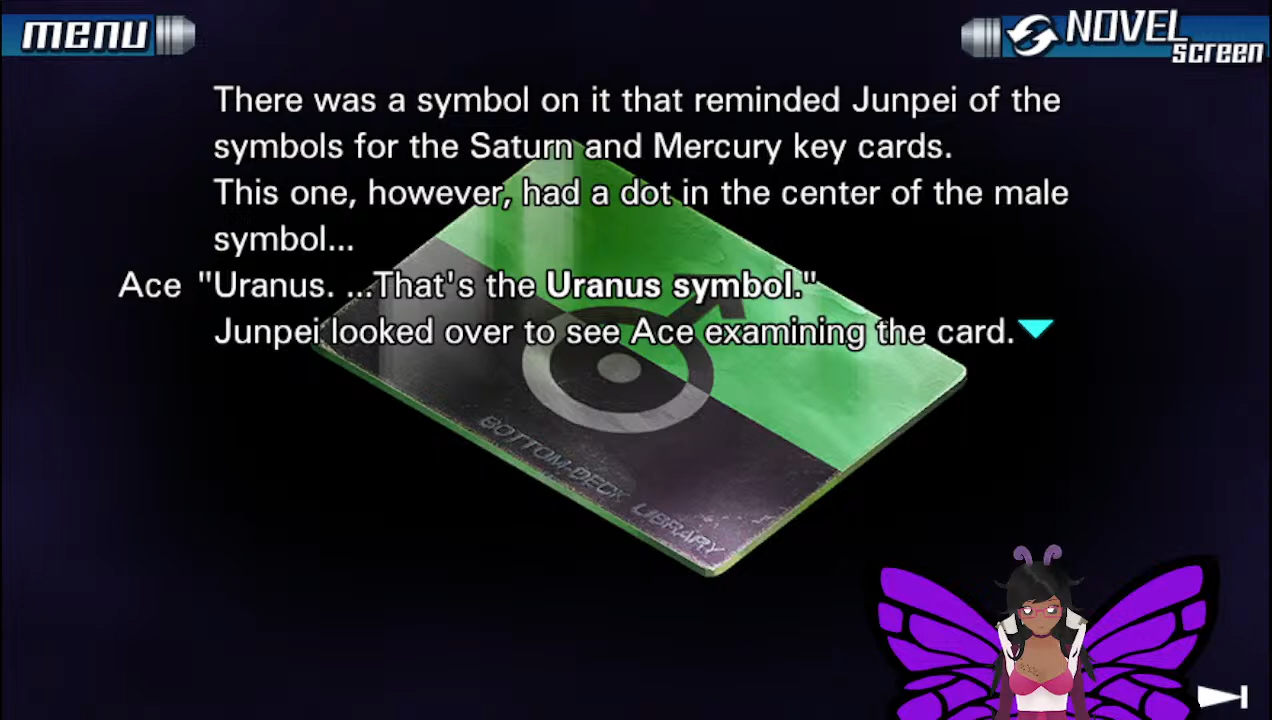 menu
NOVEL
screen
There was a symbol on it that reminded Junpei of the
symbols for the Saturn and Mercury key cards.
This one, however, had a dot in the center of the male
symbol...
Ace "Uranus. ...That's the Uranus symbol."
Junpei looked over to see Ace examining the card.
BOTTOM-DECK LIBRARY